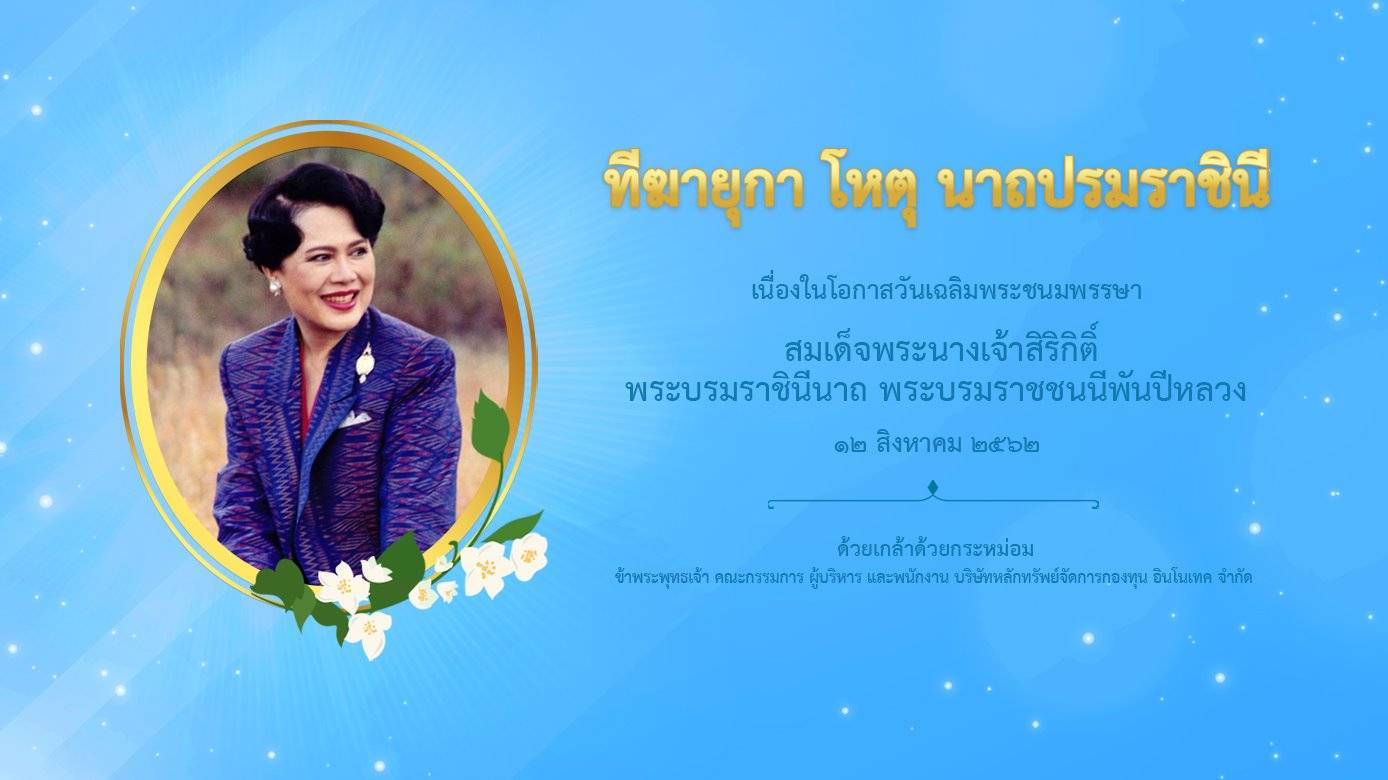 ทีฆายุกา โหตุ นาถปรมราชินี
เนื่องในโอกาสวันเฉลิมพระชนมพรรษา
สมเด็จพระนางเจ้าสิริกิติ์
พระบรมราชินีนาถ พระบรมราชชนนีพันปีหลวง
๑๒ สิงหาคม ๒๕๖๒
ด้วยเกล้าด้วยกระหม่อม
ข้าพระพุทธเจ้า คณะกรรมการ ผู้บริหาร และพนักงาน บริษัทหลักทรัพย์จัดการกองทุน อินโนเทค จำกัด